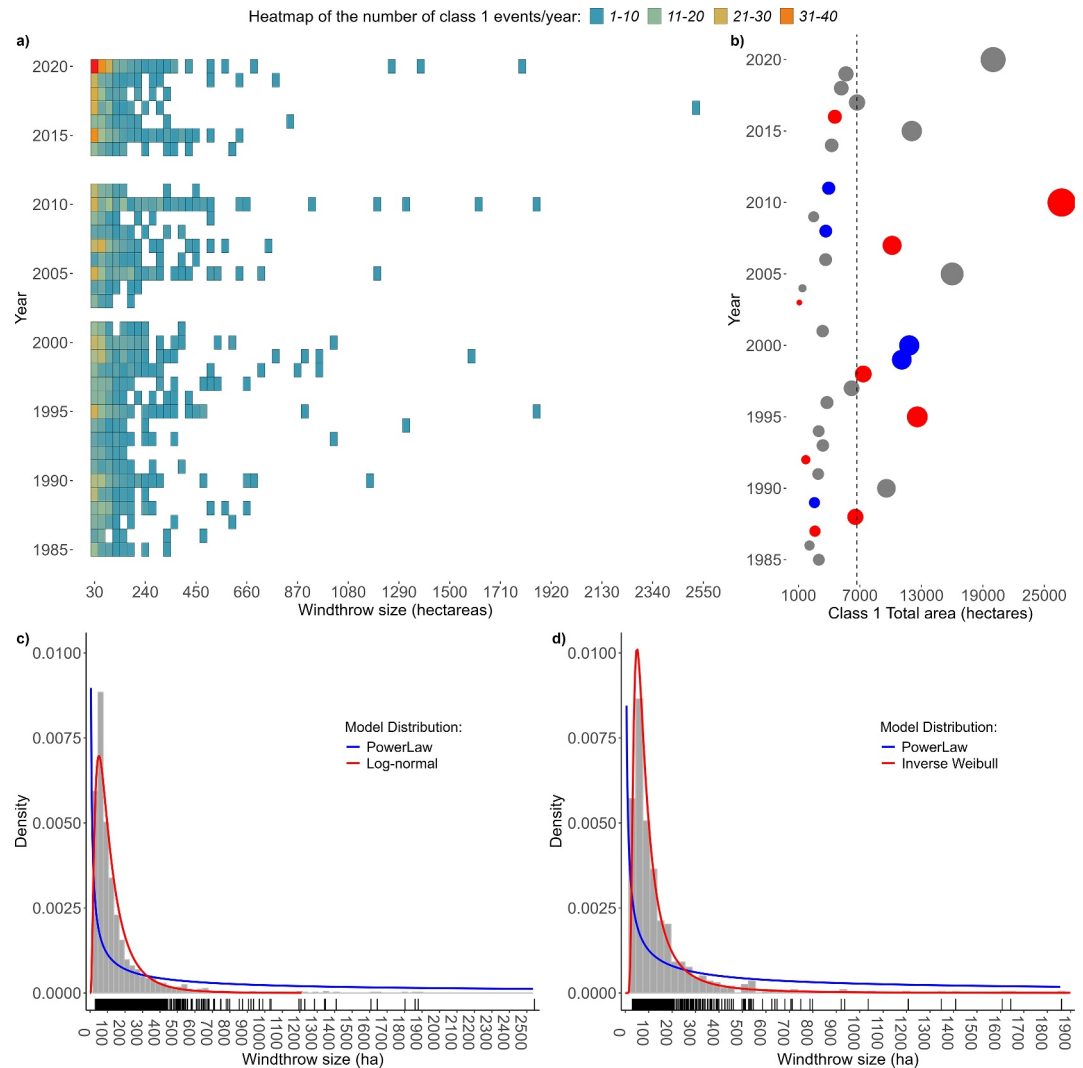 Heatmap of the number of class 1 events/year: 1-10 11-20 21-30 31-40
a)
2020
2015
2010
2005
2000
1995
1990
1985
Year
30 240 450 660 870 1080 1290 1500 1710 1920 2130 2340 2550
Windthrow size (hectareas)
b)
2020
2015
2010
2005
2000
1995
1990
1985
Year
1000 7000 13000 19000 25000
Class 1 Total area (hectares)
c)
0.0100
0.0075
0.0050
0.0025
0.0000
Density
Model Distribution:
PowerLaw
Log-normal
0 100 200 300 400 500 600 700 800 900 1000 1100 1200 1300 1400 1500 1600 1700 1800 1900 2000 2100 2200 2300 2400 2500
Windthrow size (ha)
d)
0.0100
0.0075
0.0050
0.0025
0.0000
Density
Model Distribution:
PowerLaw
Inverse Weibull
0 100 200 300 400 500 600 700 800 900 1000 1100 1200 1300 1400 1500 1600 1700 1800 1900
Windthrow size (ha)